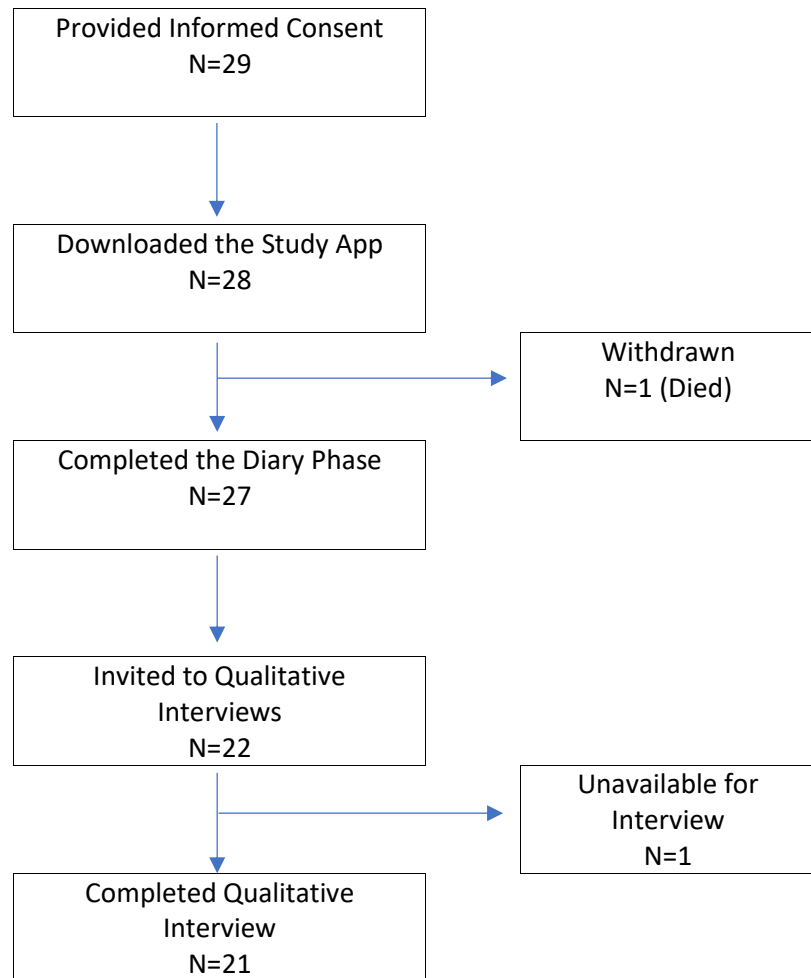 Provided Informed Consent
N=29
Downloaded the Study App
N=28
Withdrawn
N=1 (Died)
Completed the Diary Phase
N=27
Invited to Qualitative
Interviews
N=22
Unavailable for
Interview
N=1
Completed Qualitative
Interview
N=21